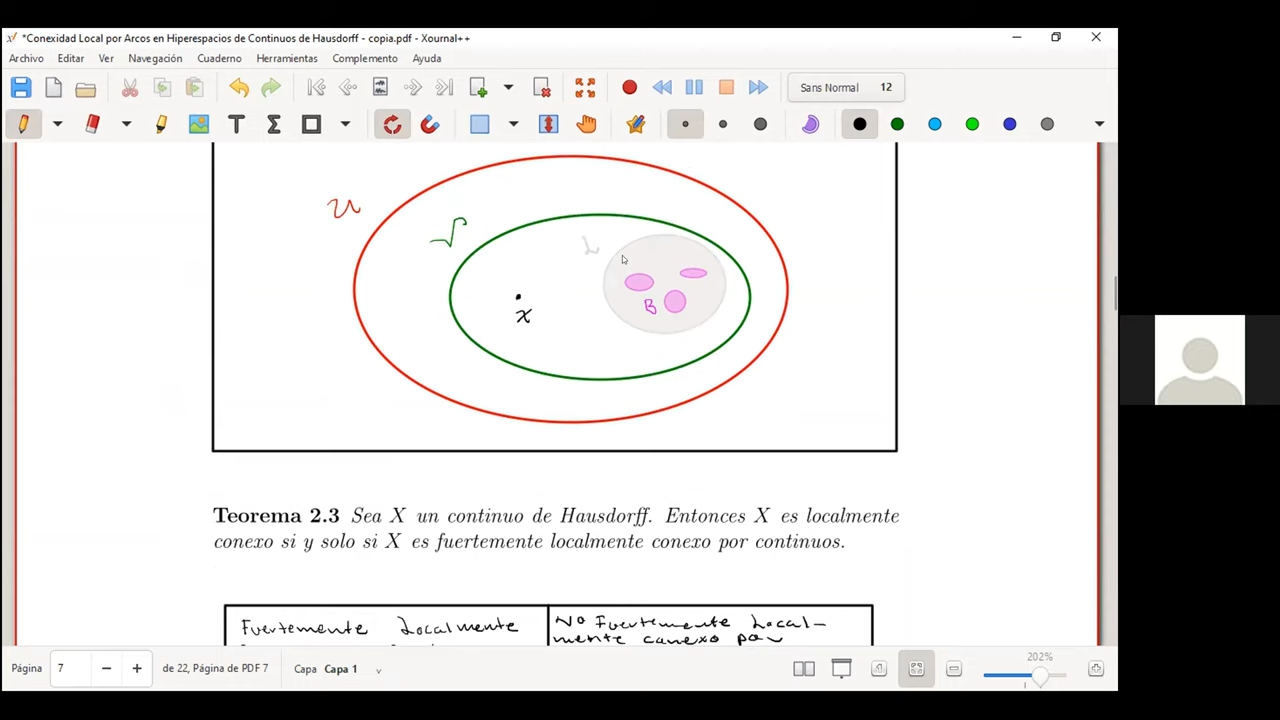 *Conexidad Local por Arcos en Hiperespacios de Continuos de Hausdorff - copia.pdf - Xournal++
Archivo Editar Ver Navegación Cuaderno Herramientas Complemento Ayuda
Sans Normal 12
U
V
L
B
x
Teorema 2.3 Sea X un continuo de Hausdorff. Entonces X es localmente
conexo si y solo si X es fuertemente localmente conexo por continuos.
Fuertemente Localmente
No Fuertemente Local-
mente conexo por
Página 7 de 22, Página de PDF 7 Capa Capa 1 202%